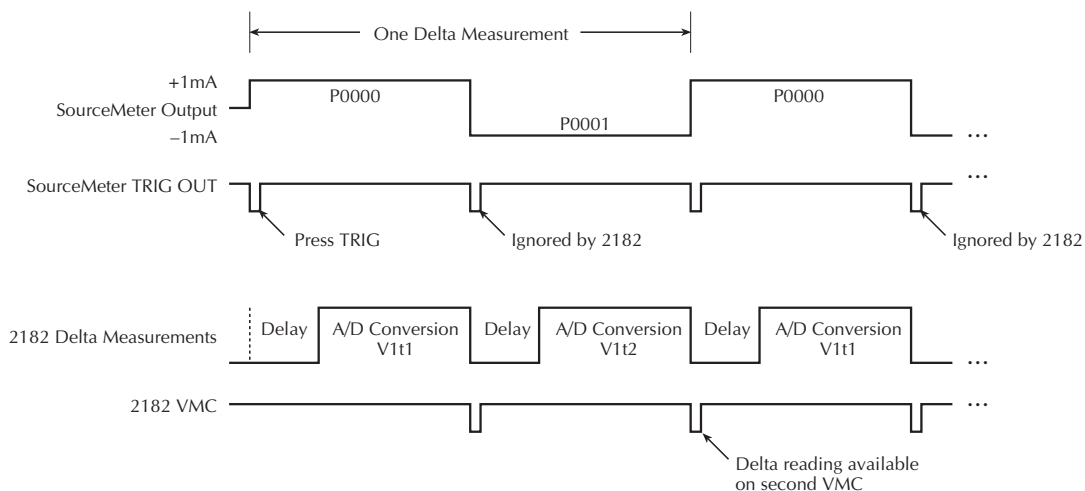 One Delta Measurement
+1mA
SourceMeter Output
–1mA
P0000
P0001
P0000
...
SourceMeter TRIG OUT
...
Press TRIG
Ignored by 2182
Ignored by 2182
2182 Delta Measurements
Delay
A/D Conversion
V1t1
Delay
A/D Conversion
V1t2
Delay
A/D Conversion
V1t1
...
2182 VMC
...
Delta reading available
on second VMC